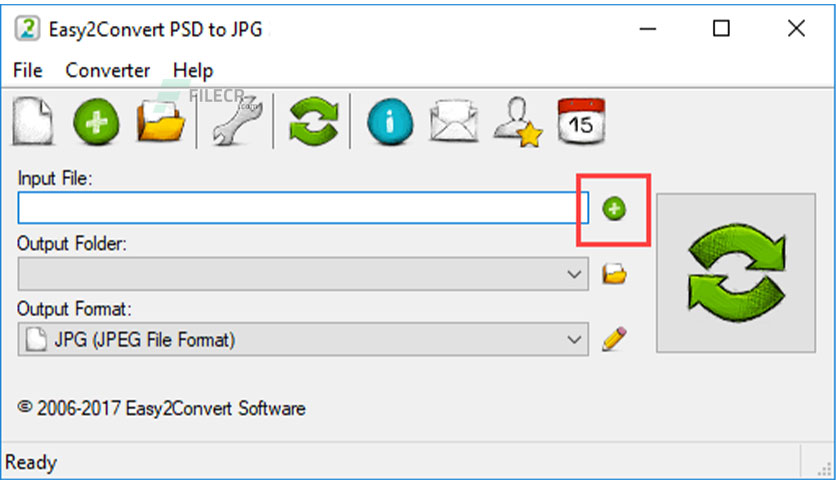 Easy2Convert PSD to JPG
File Converter Help
FILECR
.com
15
Input File:
Output Folder:
Output Format:
JPG (JPEG File Format)
© 2006-2017 Easy2Convert Software
Ready